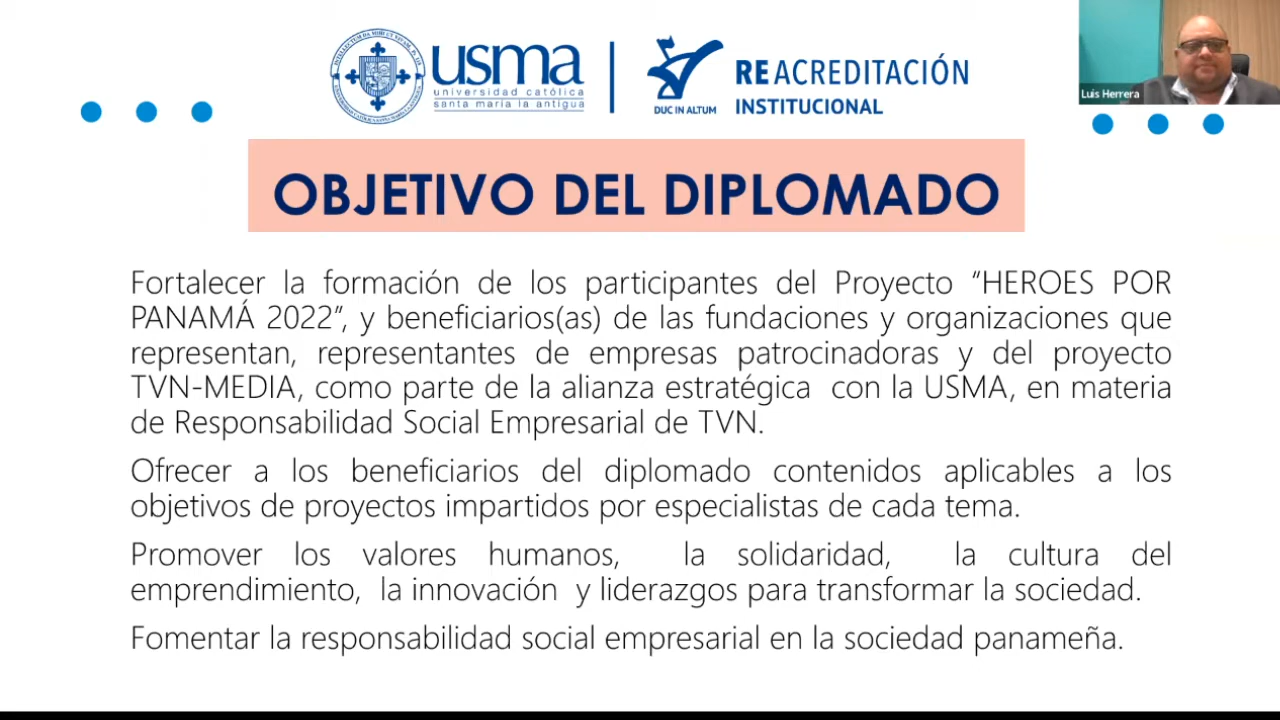 usma
universidad católica
santa maría la antigua
DUC IN ALTUM
REACREDITACIÓN
INSTITUCIONAL
Luis Herrera
OBJETIVO DEL DIPLOMADO
Fortalecer la formación de los participantes del Proyecto “HEROES POR
PANAMÁ 2022”, y beneficiarios(as) de las fundaciones y organizaciones que
representan, representantes de empresas patrocinadoras y del proyecto
TVN-MEDIA, como parte de la alianza estratégica con la USMA, en materia
de Responsabilidad Social Empresarial de TVN.
Ofrecer a los beneficiarios del diplomado contenidos aplicables a los
objetivos de proyectos impartidos por especialistas de cada tema.
Promover los valores humanos, la solidaridad, la cultura del
emprendimiento, la innovación y liderazgos para transformar la sociedad.
Fomentar la responsabilidad social empresarial en la sociedad panameña.